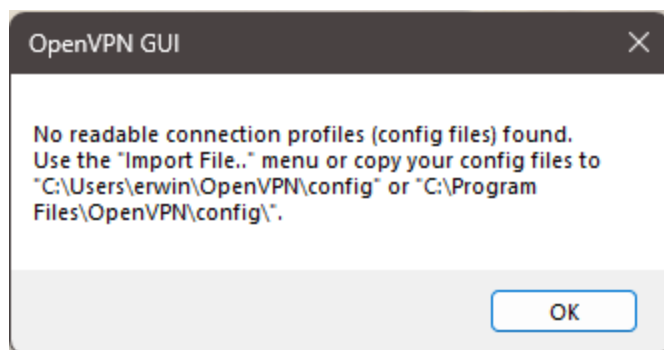 OpenVPN GUI
No readable connection profiles (config files) found.
Use the "Import File.." menu or copy your config files to
"C:\Users\erwin\OpenVPN\config" or "C:\Program
Files\OpenVPN\config\".
OK